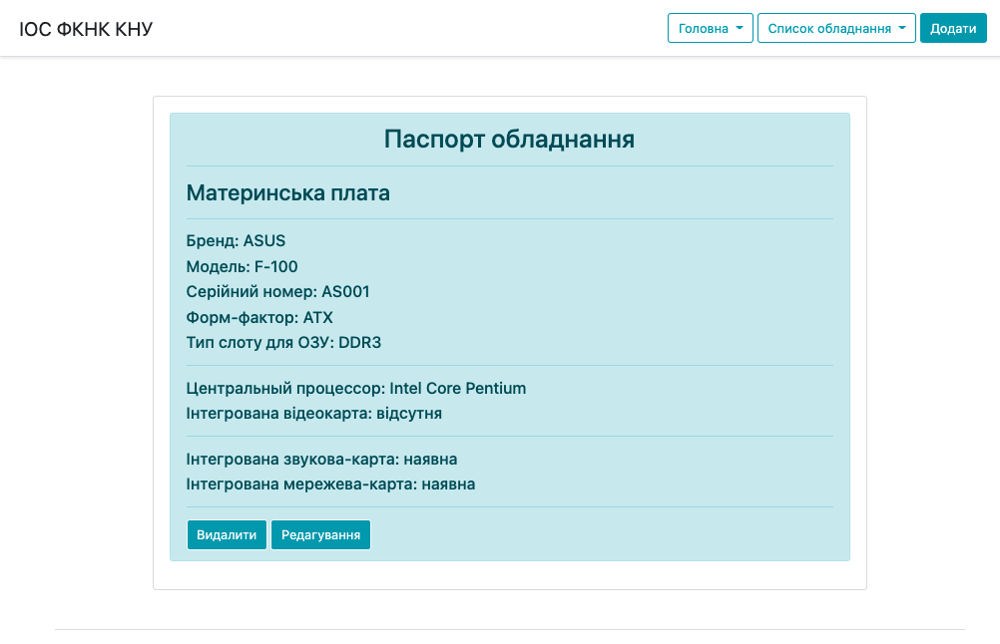 ІОС ФКНК КНУ
Головна
Список обладнання
Додати
Паспорт обладнання
Материнська плата
Бренд: ASUS
Модель: F-100
Серійний номер: AS001
Форм-фактор: ATX
Тип слоту для ОЗУ: DDR3
Центральный процессор: Intel Core Pentium
Інтегрована відеокарта: відсутня
Інтегрована звукова-карта: наявна
Інтегрована мережева-карта: наявна
Видалити
Редагування